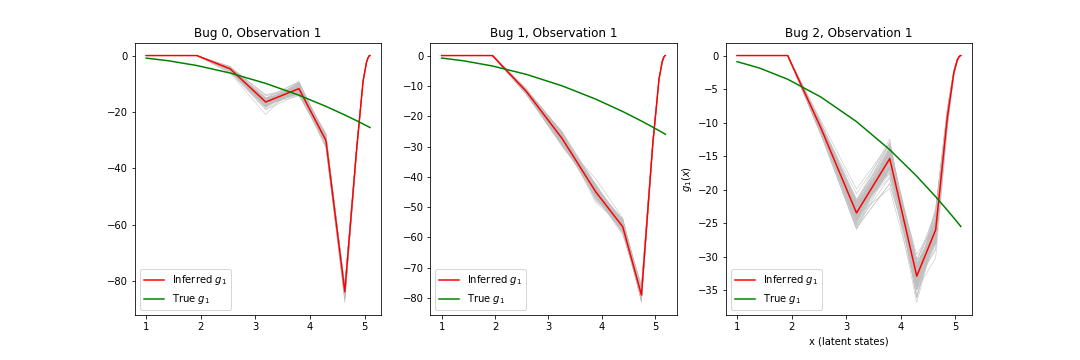 Bug 0, Observation 1
0
−20
−40
−60
−80
1 2 3 4 5
Inferred g₁
True g₁
Bug 1, Observation 1
0
−10
−20
−30
−40
−50
−60
−70
−80
1 2 3 4 5
Inferred g₁
True g₁
Bug 2, Observation 1
g₁(x)
0
−5
−10
−15
−20
−25
−30
−35
1 2 3 4 5
x (latent states)
Inferred g₁
True g₁